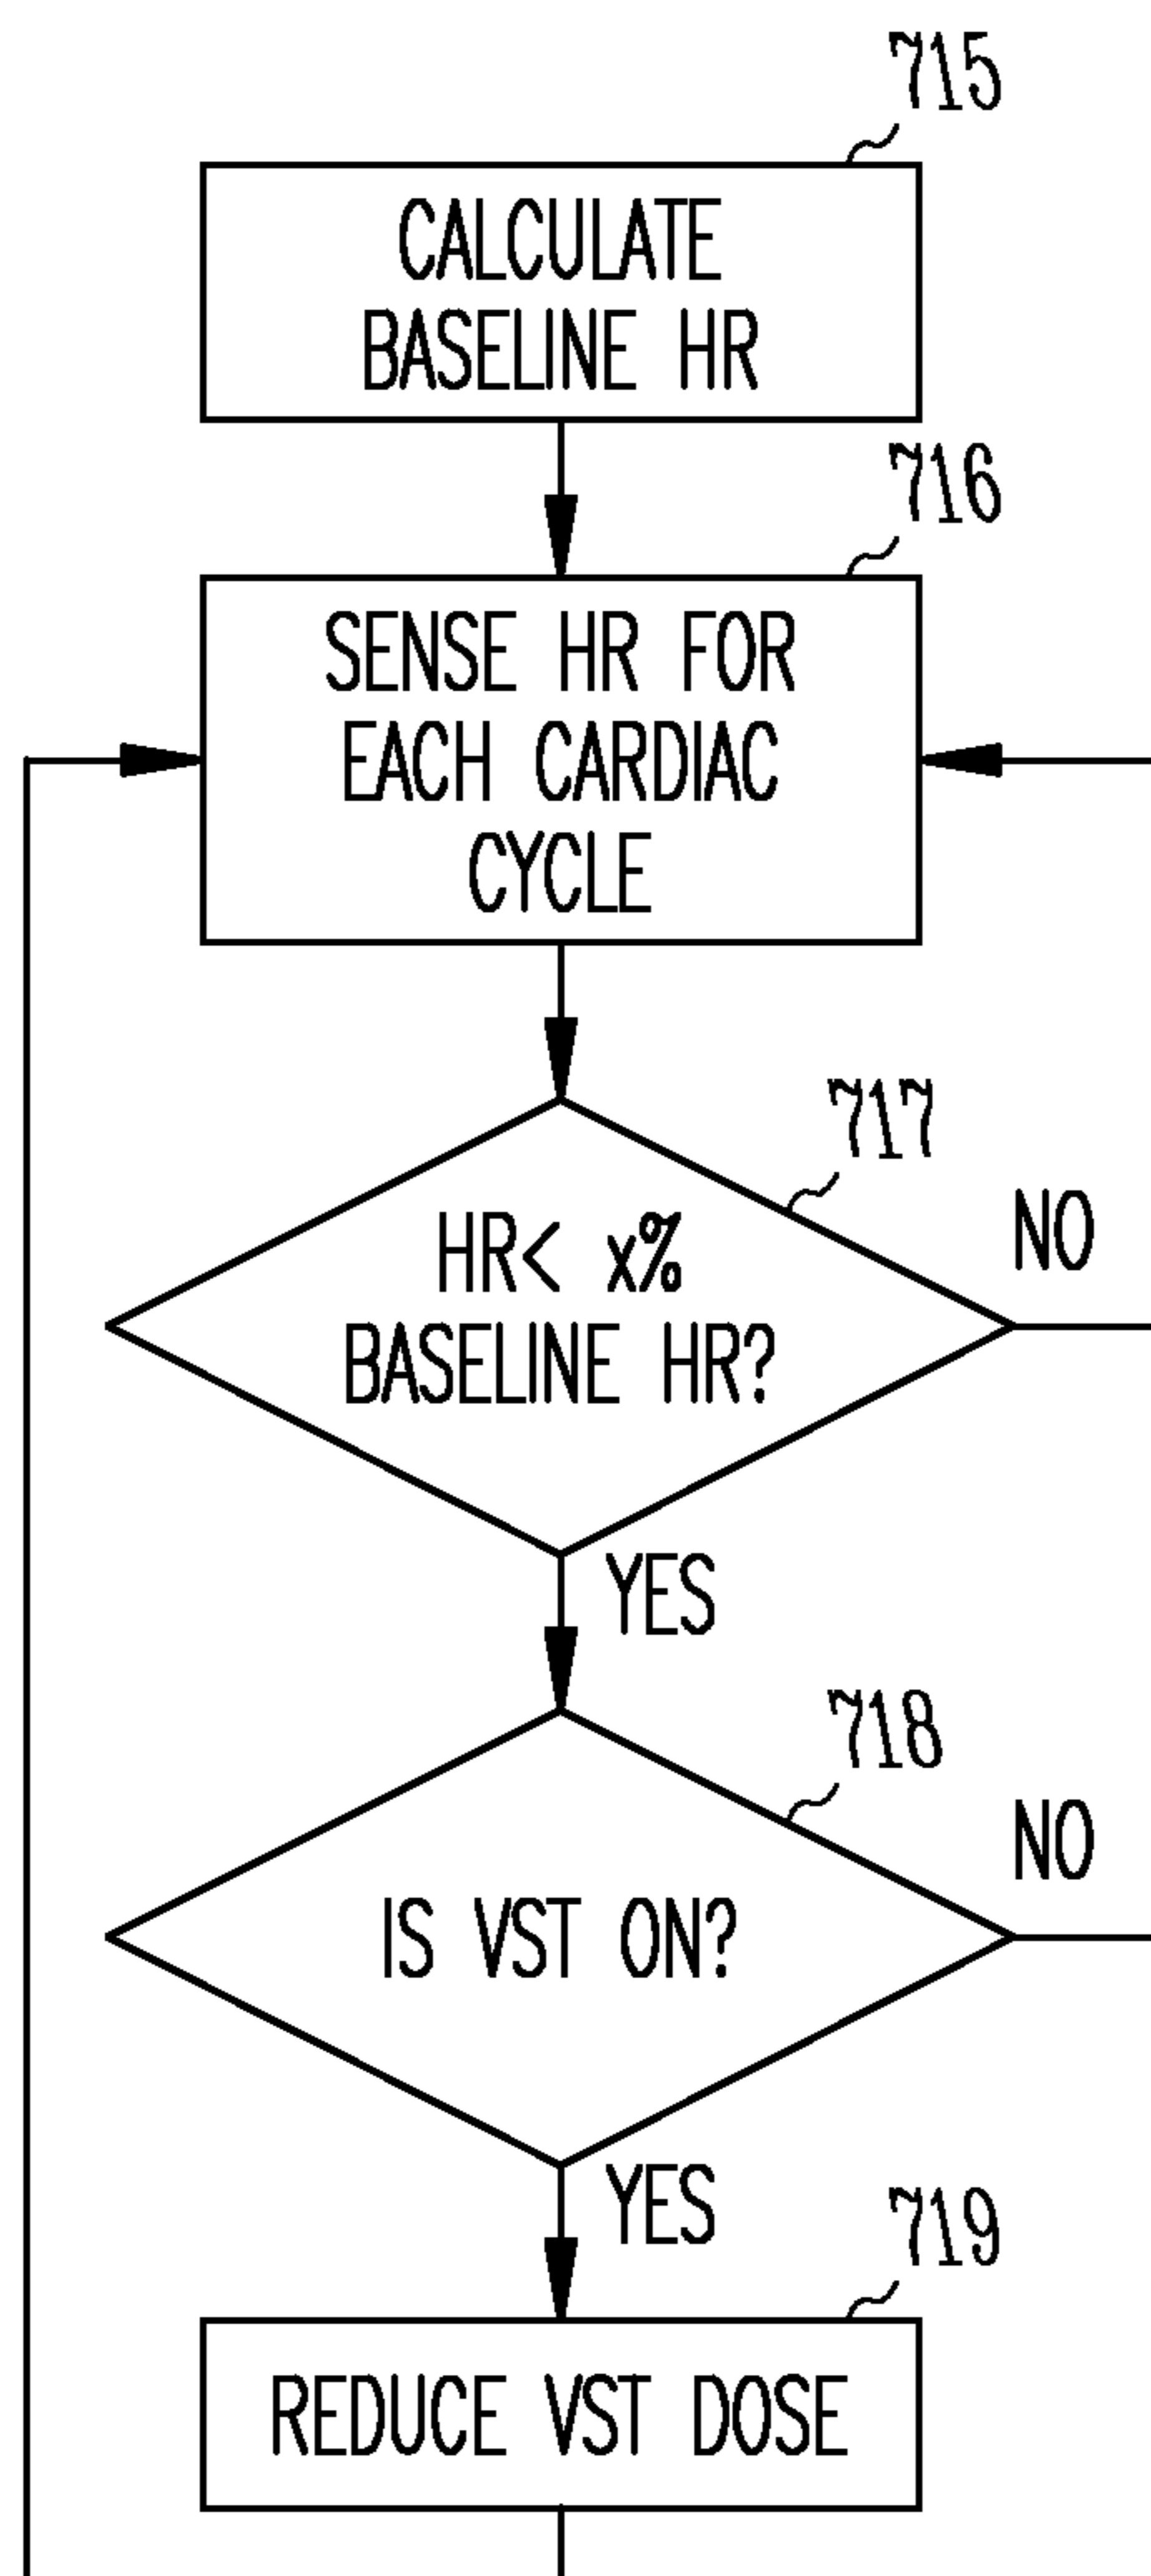 715
CALCULATE
BASELINE HR
716
SENSE HR FOR
EACH CARDIAC
CYCLE
717
HR< x%
BASELINE HR?
NO
YES
718
IS VST ON?
NO
YES
719
REDUCE VST DOSE